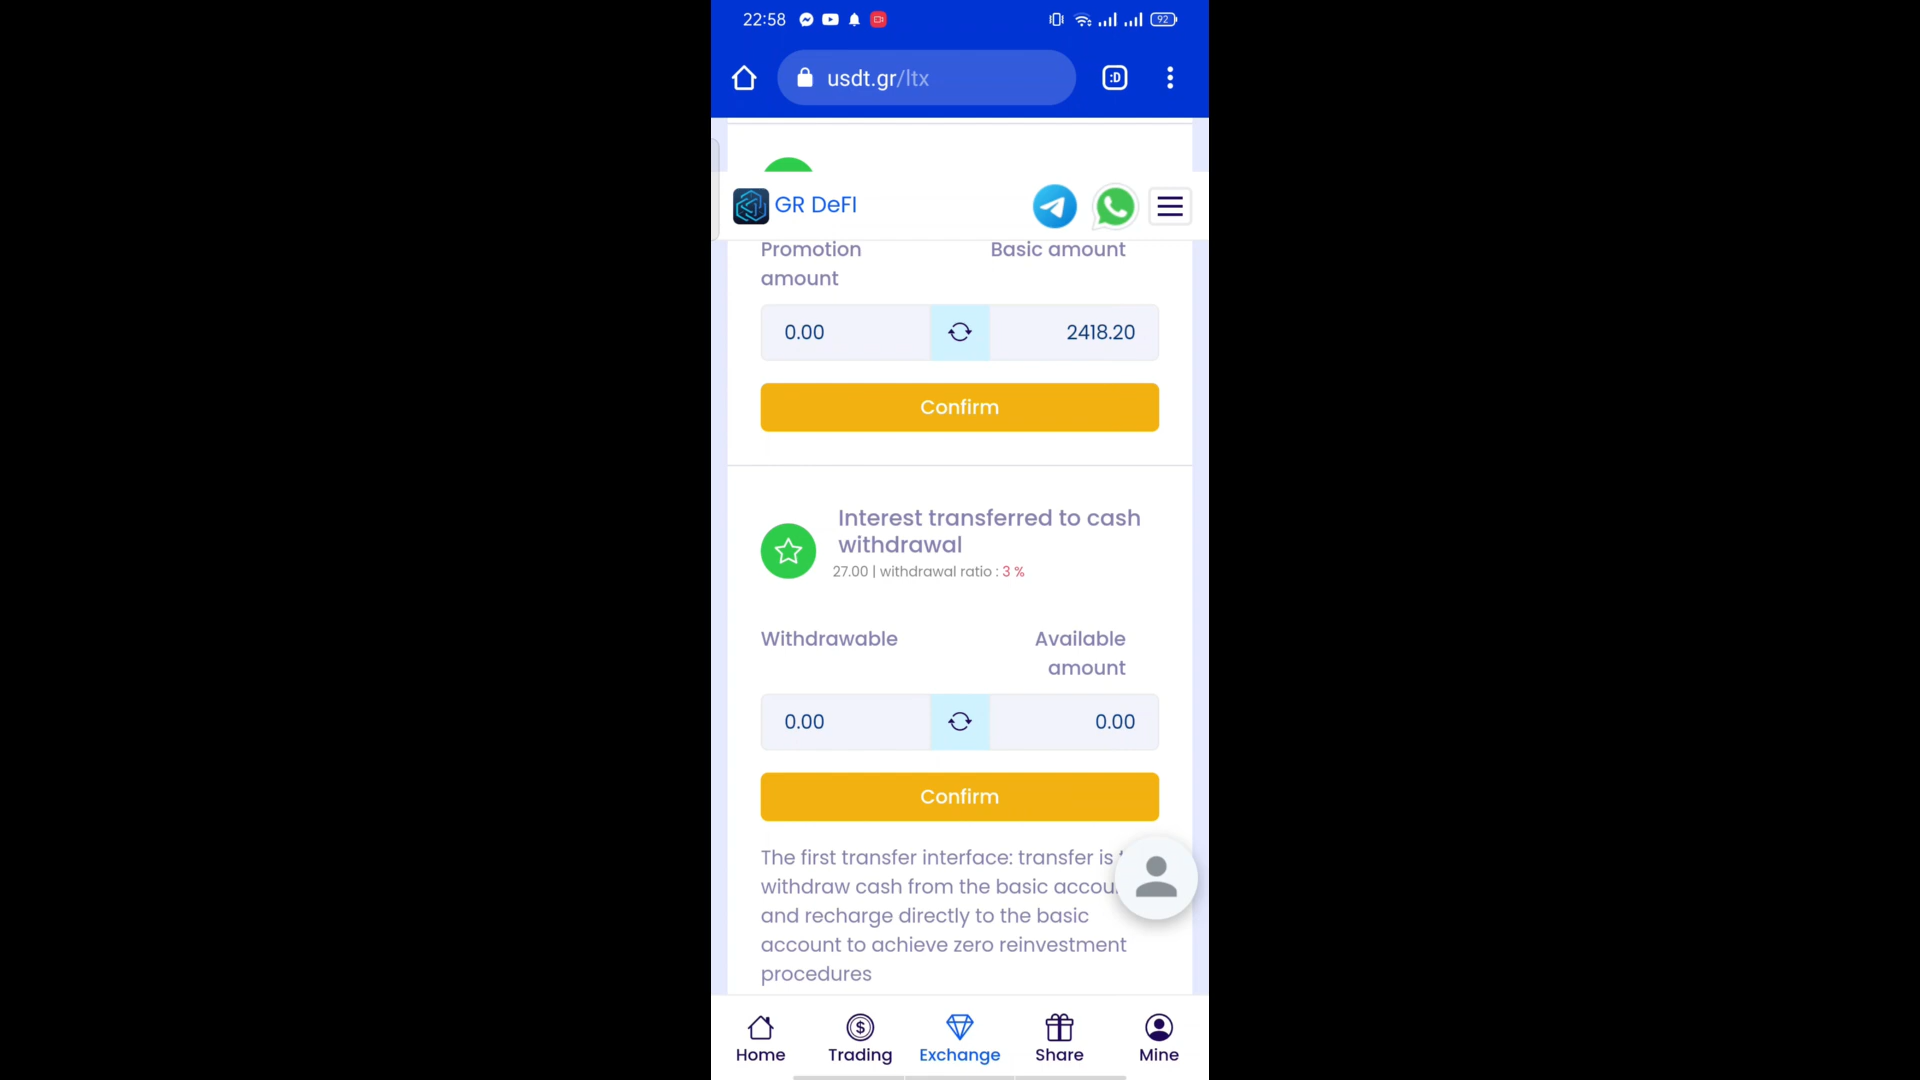 22:58
92
usdt.gr/ltx
:D
GR DeFI
Promotion amount
Basic amount
0.00
2418.20
Confirm
Interest transferred to cash
withdrawal
27.00 | withdrawal ratio : 3 %
Withdrawable
Available
amount
0.00
0.00
Confirm
The first transfer interface: transfer is
withdraw cash from the basic
and recharge directly to the basic
account to achieve zero reinvestment
procedures
Home
Trading
Exchange
Share
Mine